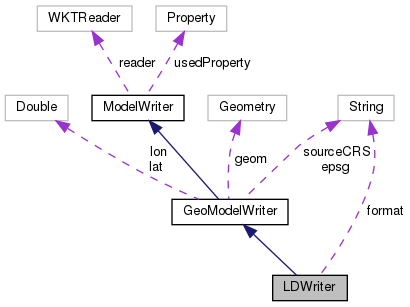 WKTReader
Property
reader
usedProperty
Double
ModelWriter
Geometry
String
lon
lat
geom
sourceCRS
epsg
GeoModelWriter
format
LDWriter